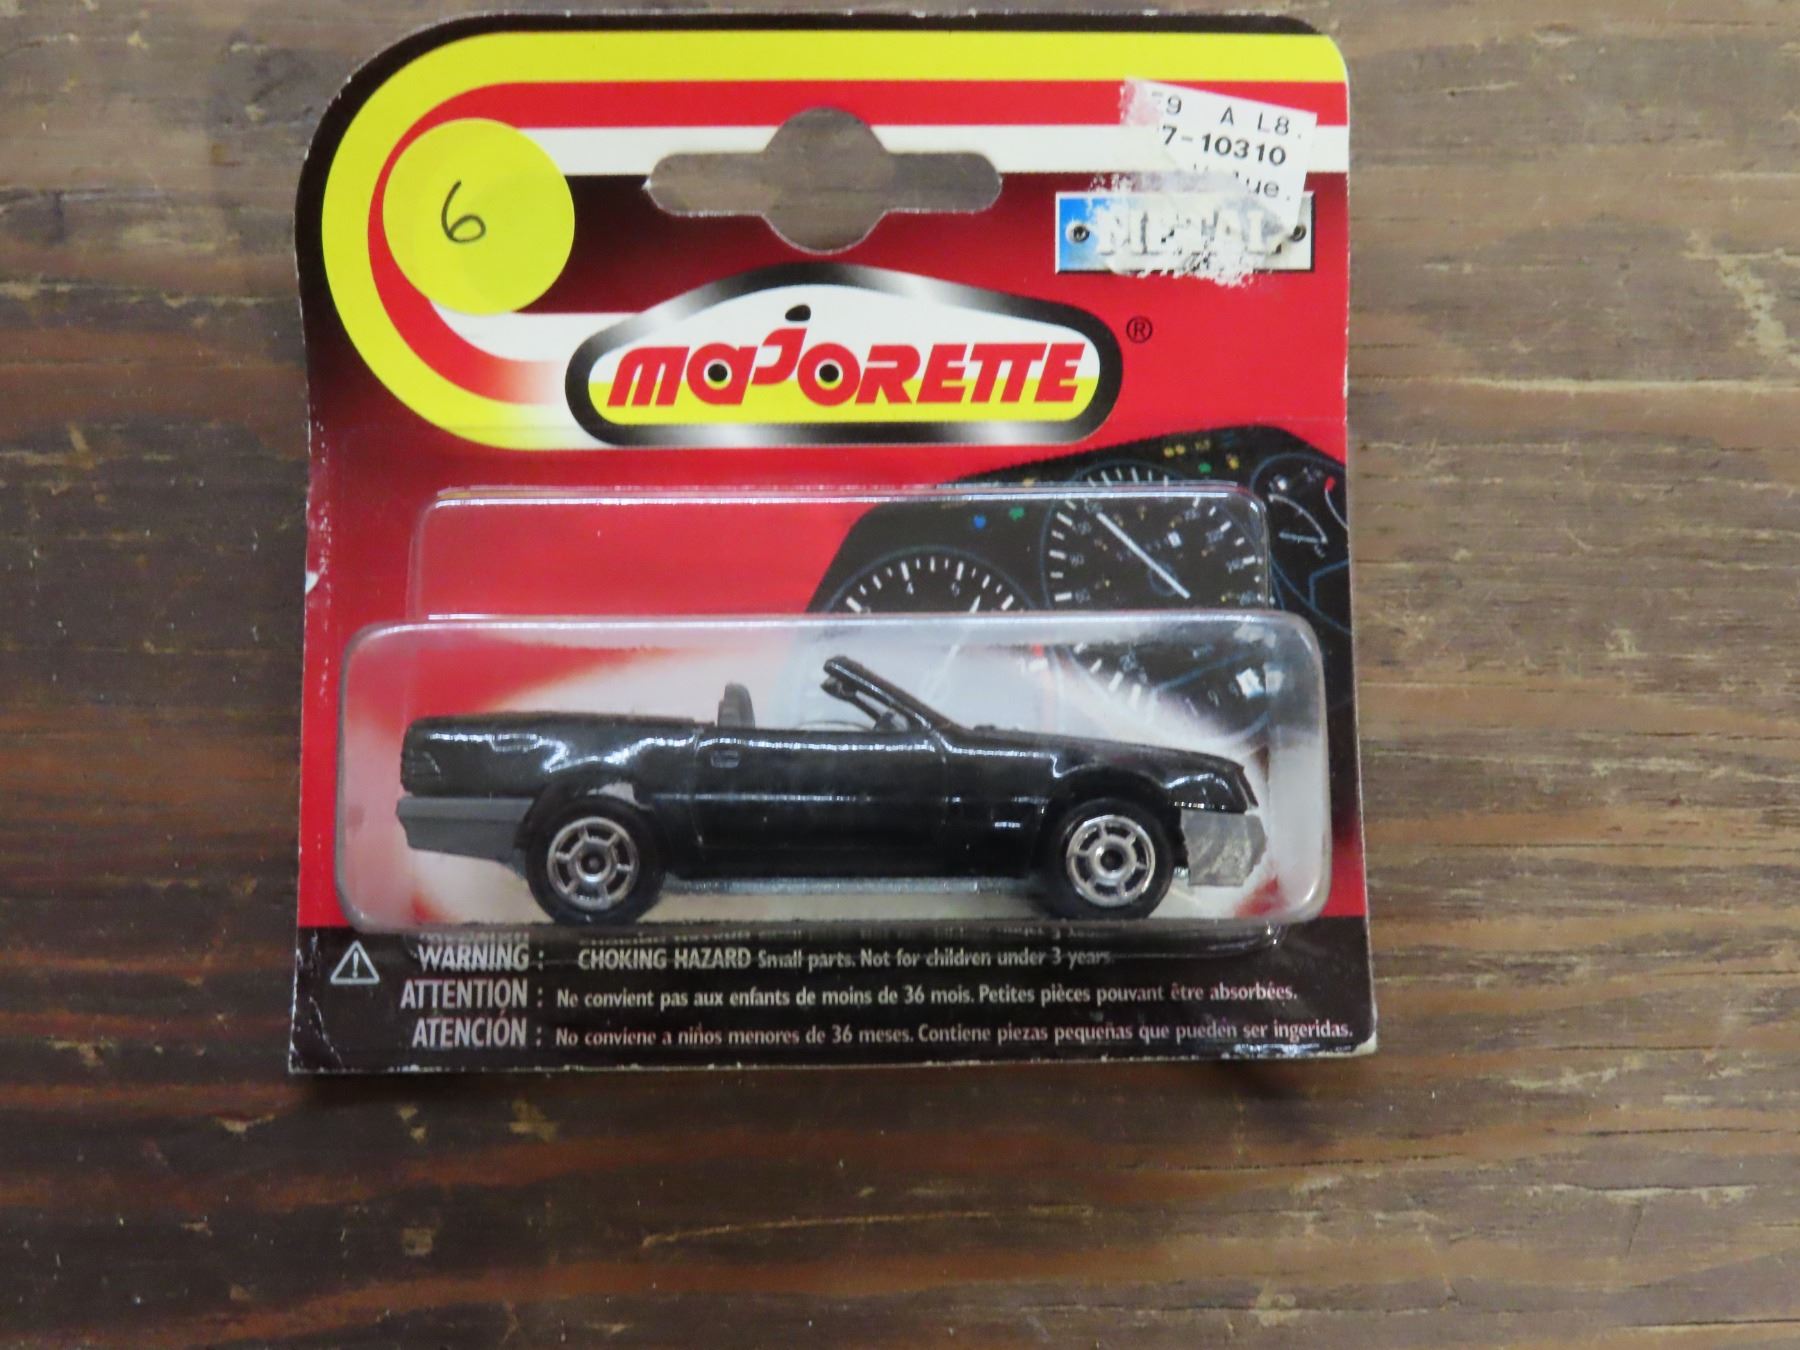 9 A L8.
7-10310
6
METAL
MAJORETTE ®
WARNING : CHOKING HAZARD Small parts. Not for children under 3 years.
ATTENTION : Ne convient pas aux enfants de moins de 36 mois. Petites pièces pouvant être absorbées.
ATENCIÓN : No conviene a niños menores de 36 meses. Contiene piezas pequeñas que pueden ser ingeridas.